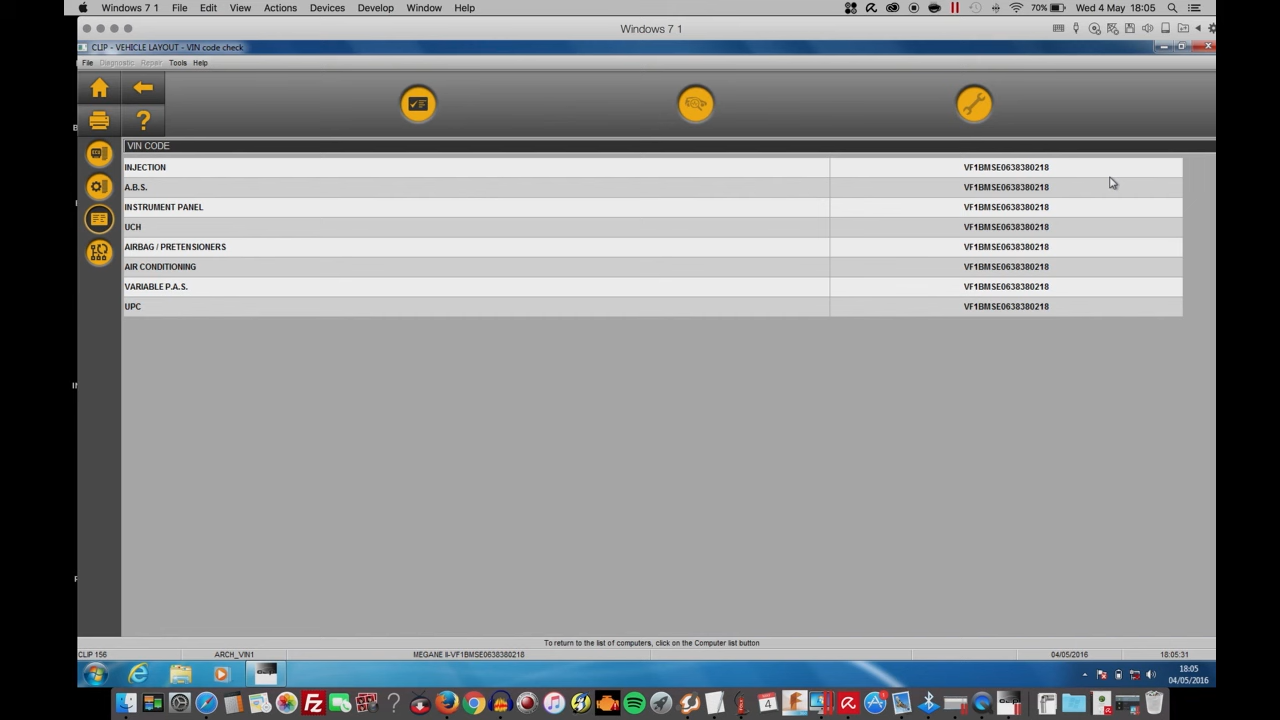 Windows 7 1 File Edit View Actions Devices Develop Window Help 70% Wed 4 May 18:05
Windows 7 1
CLIP - VEHICLE LAYOUT - VIN code check
File Diagnostic Repair Tools Help
?
VIN CODE
INJECTION VF1BMSE0638380218
A.B.S. VF1BMSE0638380218
INSTRUMENT PANEL VF1BMSE0638380218
UCH VF1BMSE0638380218
AIRBAG / PRETENSIONERS VF1BMSE0638380218
AIR CONDITIONING VF1BMSE0638380218
VARIABLE P.A.S. VF1BMSE0638380218
UPC VF1BMSE0638380218
To return to the list of computers, click on the Computer list button
CLIP 156 ARCH_VIN1 MEGANE II-VF1BMSE0638380218 04/05/2016 18:05:31
18:05
04/05/2016